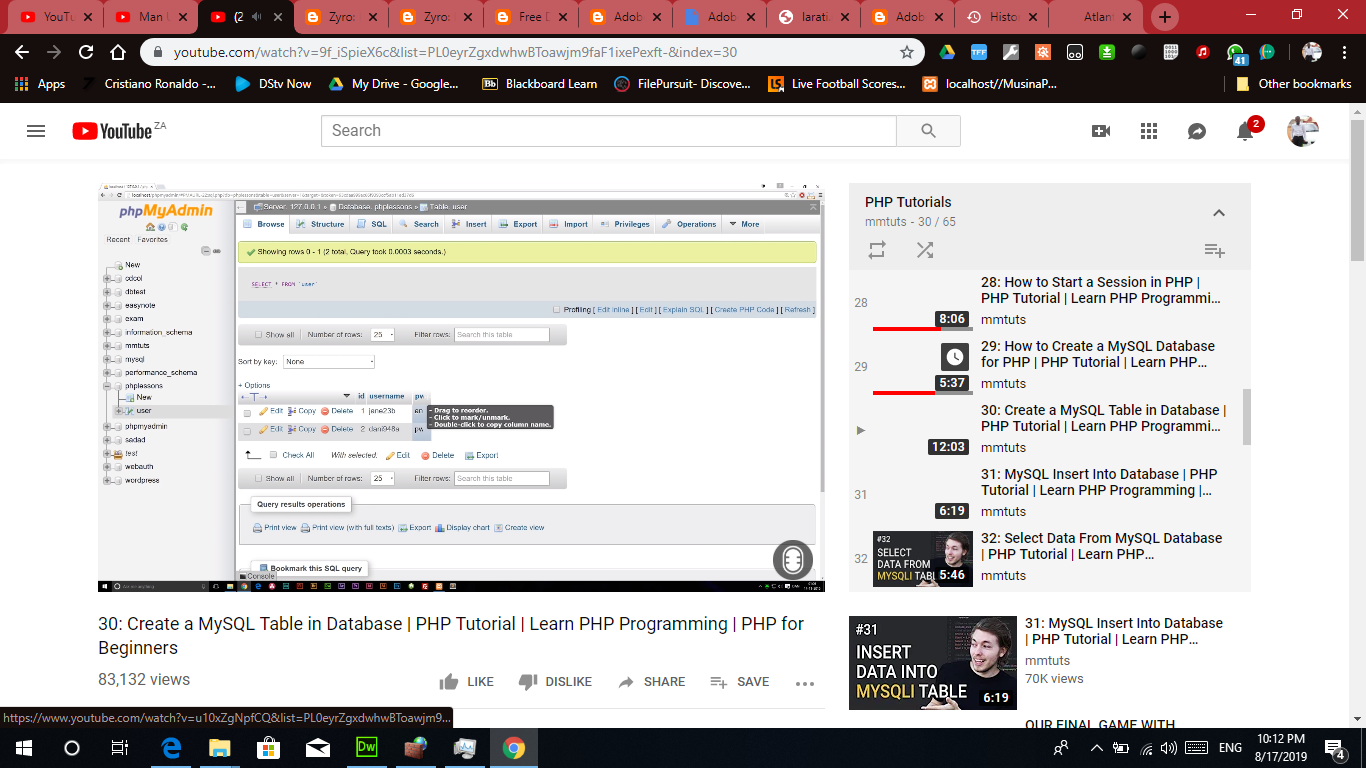 YouTu
Man U
(2
Zyro:
Zyro:
Free D
Adob
Adob
larati.
Adob
Histo
Atlant
youtube.com/watch?v=9f_iSpieX6c&list=PL0eyrZgxdwhwBToawjm9faF1ixePexft-&index=30
TFF
41
Apps
Cristiano Ronaldo -...
DStv Now
My Drive - Google...
Bb
Blackboard Learn
FilePursuit- Discove...
Live Football Scores...
localhost//MusinaP...
Other bookmarks
YouTube ZA
Search
2
phpMyAdmin
Recent Favorites
New
cdcol
dbtest
easynote
exam
information_schema
mmtuts
mysql
performance_schema
phplessons
New
user
phpmyadmin
sadad
test
webauth
wordpress
Server: 127.0.0.1 » Database: phplessons » Table: user
Browse Structure SQL Search Insert Export Import Privileges Operations More
Showing rows 0 - 1 (2 total, Query took 0.0003 seconds.)
SELECT * FROM `user`
Profiling [ Edit inline ] [ Edit ] [ Explain SQL ] [ Create PHP Code ] [ Refresh ]
Show all Number of rows: 25 Filter rows: Search this table
Sort by key: None
+ Options
id username pw
Edit Copy Delete 1 jane23b
Edit Copy Delete 2 dani948a
- Drag to reorder.
- Click to mark/unmark.
- Double-click to copy column name.
Check All With selected: Edit Delete Export
Show all Number of rows: 25 Filter rows: Search this table
Query results operations
Print view Print view (with full texts) Export Display chart Create view
Bookmark this SQL query
Console
30: Create a MySQL Table in Database | PHP Tutorial | Learn PHP Programming | PHP for
Beginners
83,132 views
LIKE DISLIKE SHARE SAVE
PHP Tutorials
mmtuts - 30 / 65
28
8:06
28: How to Start a Session in PHP |
PHP Tutorial | Learn PHP Programmi...
mmtuts
29
5:37
29: How to Create a MySQL Database
for PHP | PHP Tutorial | Learn PHP...
mmtuts
12:03
30: Create a MySQL Table in Database |
PHP Tutorial | Learn PHP Programmi...
mmtuts
31
6:19
31: MySQL Insert Into Database | PHP
Tutorial | Learn PHP Programming |...
mmtuts
32
#32
SELECT
DATA FROM
MYSQLI TABL
5:46
32: Select Data From MySQL Database
| PHP Tutorial | Learn PHP...
mmtuts
#31
INSERT
DATA INTO
MYSQLI TABLE
6:19
31: MySQL Insert Into Database
| PHP Tutorial | Learn PHP...
mmtuts
70K views
OUR FINAL GAME WITH
https://www.youtube.com/watch?v=u10xZgNpfCQ&list=PL0eyrZgxdwhwBToawjm9...
Dw
ENG
10:12 PM
8/17/2019
4